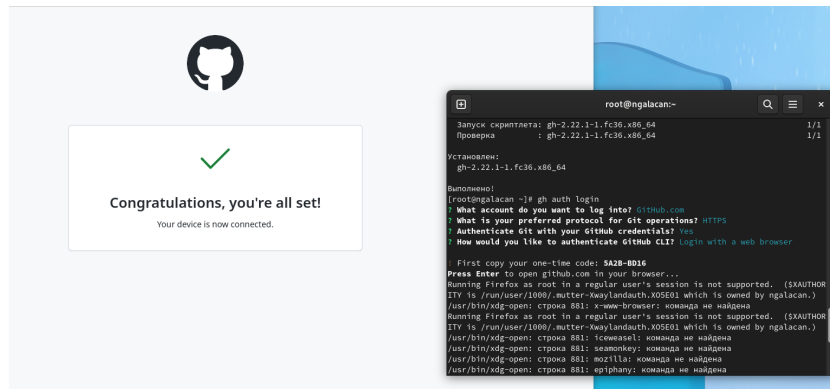 Congratulations, you're all set!
Your device is now connected.
root@ngalacan:~
Запуск скриптлета: gh-2.22.1-1.fc36.x86_64 1/1
Проверка : gh-2.22.1-1.fc36.x86_64 1/1
Установлен:
gh-2.22.1-1.fc36.x86_64
Выполнено!
[root@ngalacan ~]# gh auth login
? What account do you want to log into? GitHub.com
? What is your preferred protocol for Git operations? HTTPS
? Authenticate Git with your GitHub credentials? Yes
? How would you like to authenticate GitHub CLI? Login with a web browser
! First copy your one-time code: 5A2B-BD16
Press Enter to open github.com in your browser...
Running Firefox as root in a regular user's session is not supported. ($XAUTHOR
ITY is /run/user/1000/.mutter-Xwaylandauth.XO5E01 which is owned by ngalacan.)
/usr/bin/xdg-open: строка 881: x-www-browser: команда не найдена
Running Firefox as root in a regular user's session is not supported. ($XAUTHOR
ITY is /run/user/1000/.mutter-Xwaylandauth.XO5E01 which is owned by ngalacan.)
/usr/bin/xdg-open: строка 881: iceweasel: команда не найдена
/usr/bin/xdg-open: строка 881: seamonkey: команда не найдена
/usr/bin/xdg-open: строка 881: mozilla: команда не найдена
/usr/bin/xdg-open: строка 881: epiphany: команда не найдена